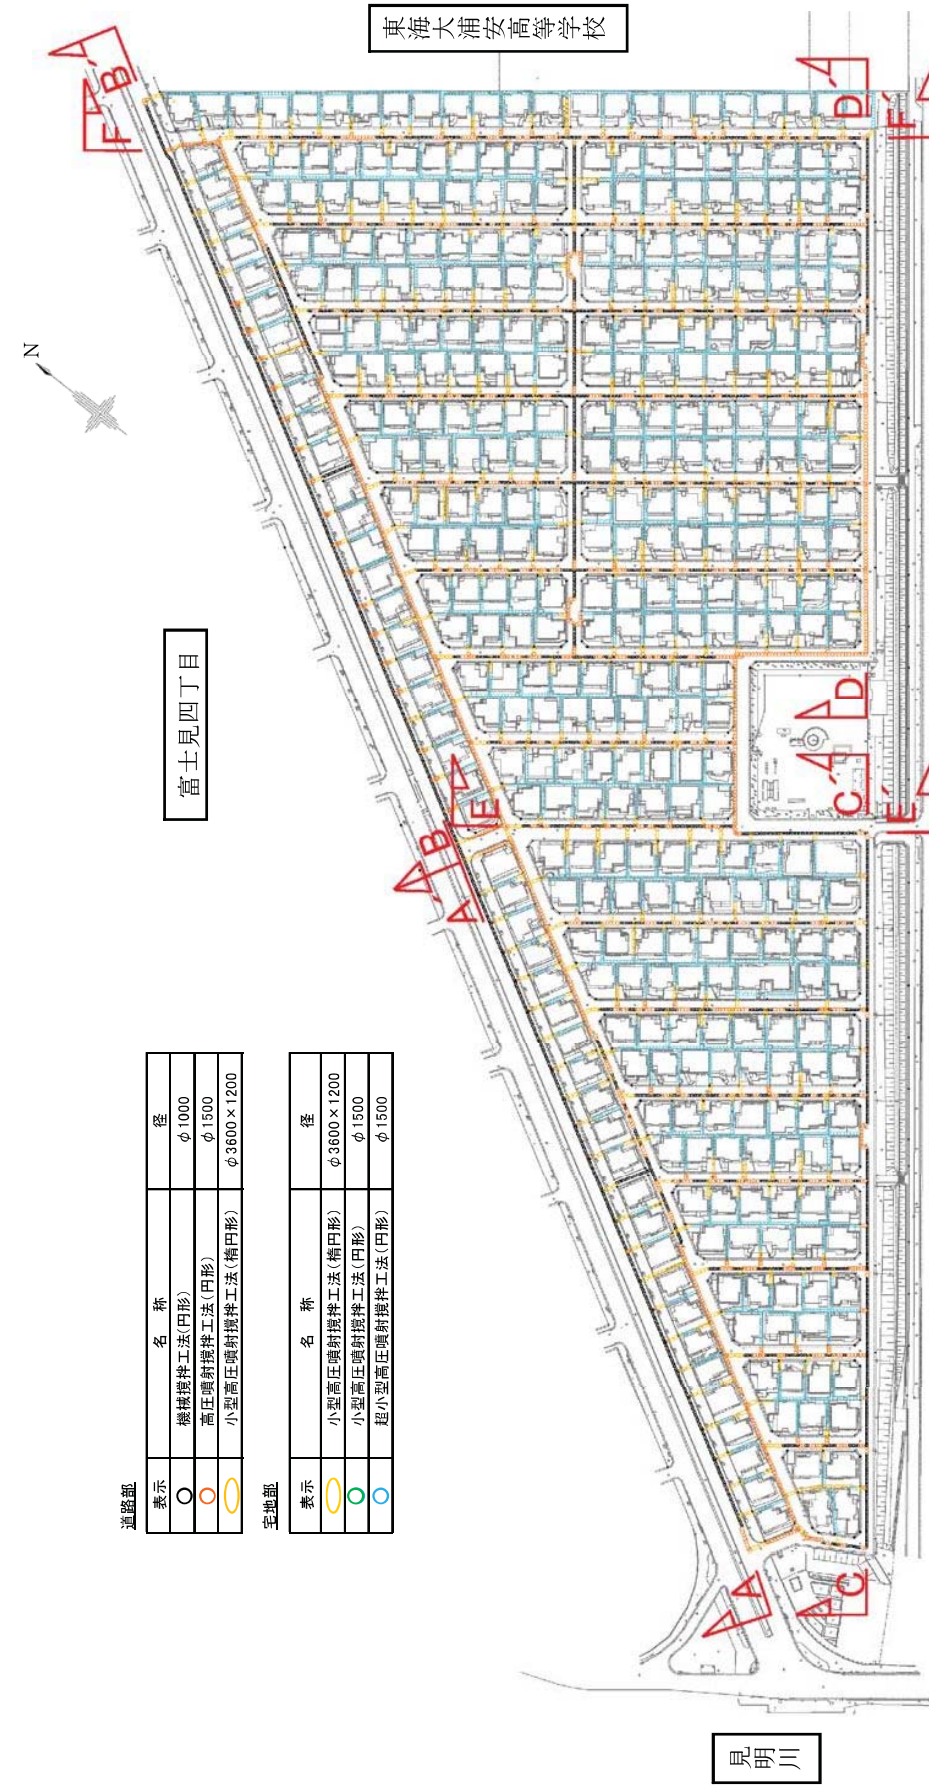 東海大浦安高等学校
富士見四丁目
見明川
N
道路部
表示 名 称 径
機械撹拌工法(円形) φ1000
高圧噴射撹拌工法(円形) φ1500
小型高圧噴射撹拌工法(楕円形) φ3600×1200
宅地部
表示 名 称 径
小型高圧噴射撹拌工法(楕円形) φ3600×1200
小型高圧噴射撹拌工法(円形) φ1500
超小型高圧噴射撹拌工法(円形) φ1500
A
A´
B
B´
C
C´
D
D´
E
E´
F
F´